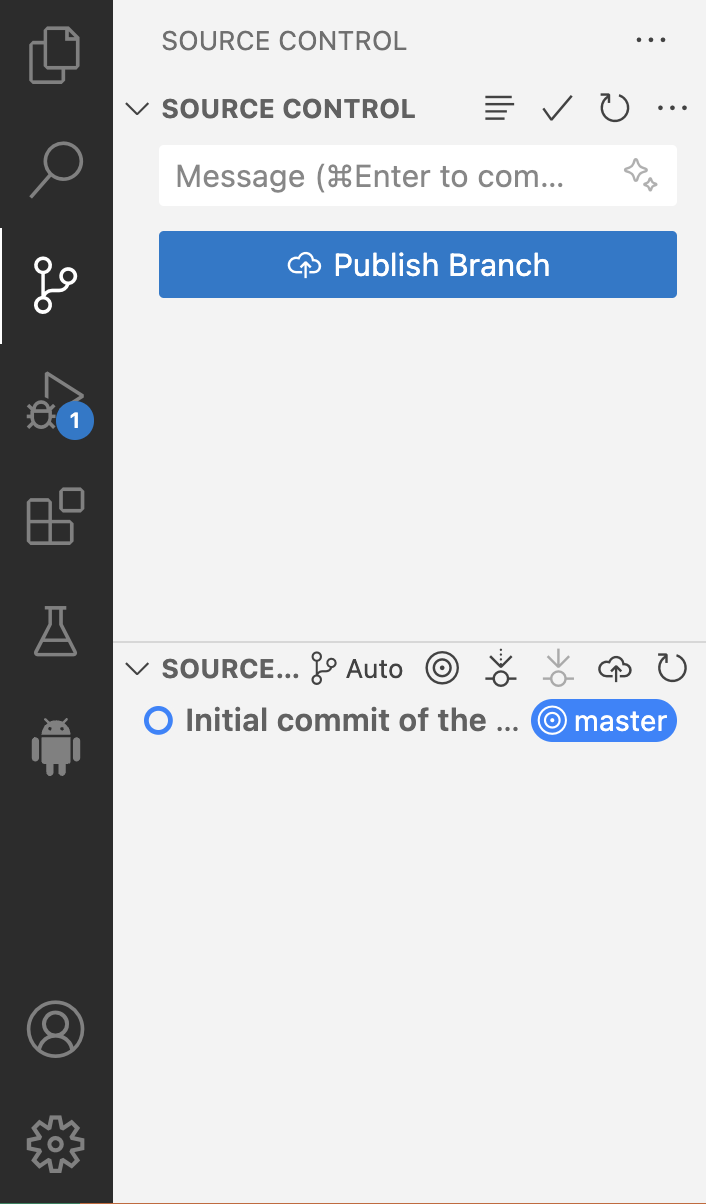 SOURCE CONTROL
SOURCE CONTROL
Message (⌘Enter to com...
Publish Branch
1
SOURCE... Auto
Initial commit of the ... master